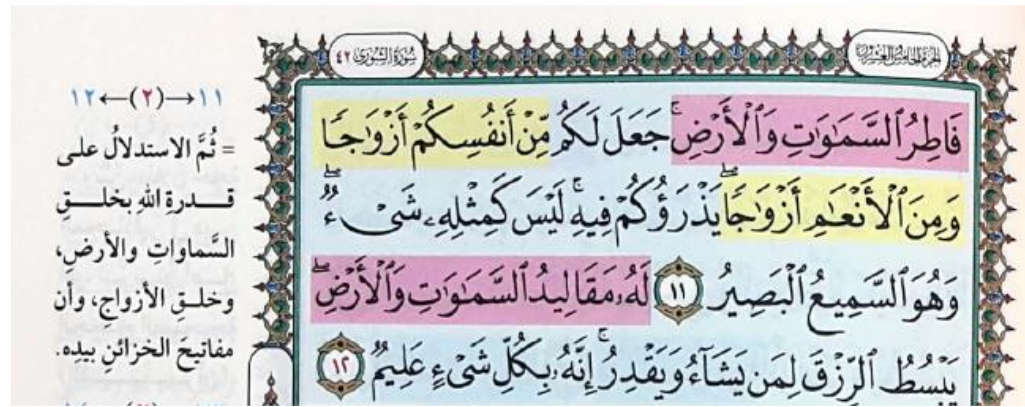 الجزء الخامس والعشرون
سورة الشورى ٤٢
فَاطِرُ ٱلسَّمَٰوَٰتِ وَٱلْأَرْضِۚ جَعَلَ لَكُم مِّنْ أَنفُسِكُمْ أَزْوَٰجًا
وَمِنَ ٱلْأَنْعَٰمِ أَزْوَٰجًاۖ يَذْرَؤُكُمْ فِيهِۚ لَيْسَ كَمِثْلِهِۦ شَىْءٌۖ
وَهُوَ ٱلسَّمِيعُ ٱلْبَصِيرُ ١١ لَهُۥ مَقَالِيدُ ٱلسَّمَٰوَٰتِ وَٱلْأَرْضِۖ
يَبْسُطُ ٱلرِّزْقَ لِمَن يَشَآءُ وَيَقْدِرُۚ إِنَّهُۥ بِكُلِّ شَىْءٍ عَلِيمٌ ١٢
١١→(٢)←١٢
= ثُمَّ الاستدلالُ على
قدرةِ اللهِ بخلقِ
السَّماواتِ والأرضِ،
وخلقِ الأزواجِ، وأن
مفاتيحَ الخزائنِ بيدِه.